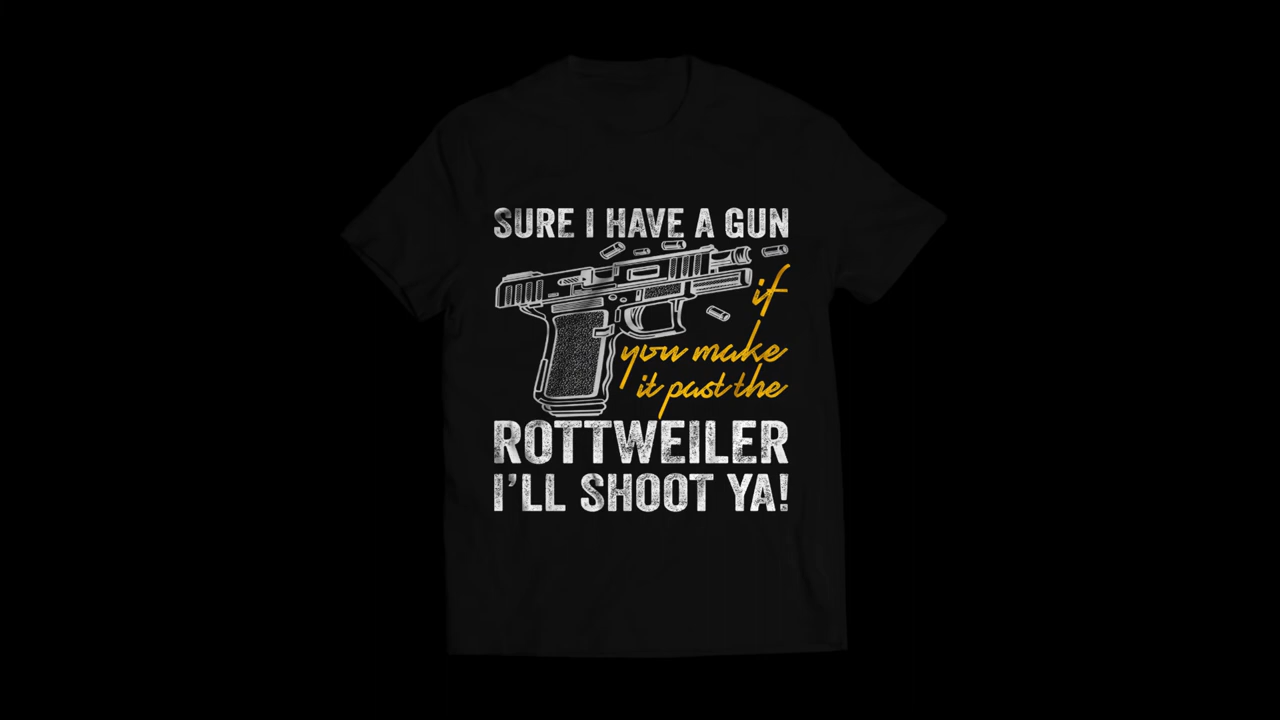 SURE I HAVE A GUN
if
you make
it past the
ROTTWEILER
I'LL SHOOT YA!